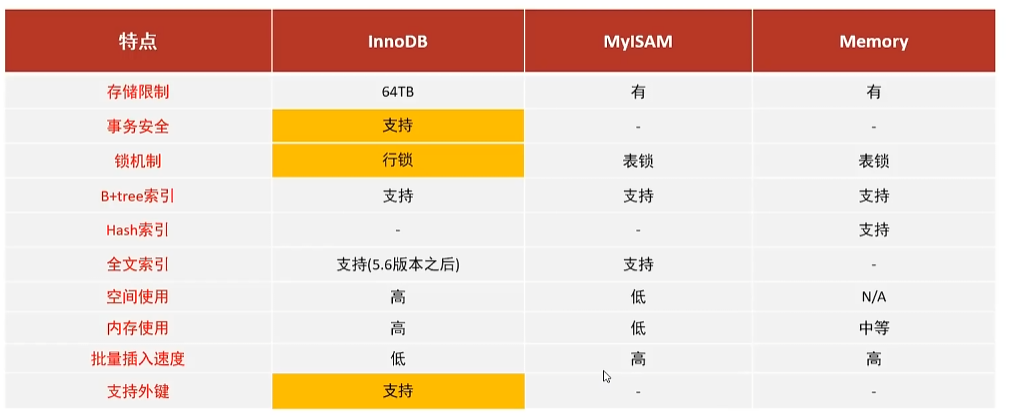 特点 InnoDB MyISAM Memory
存储限制 64TB 有 有
事务安全 支持 - -
锁机制 行锁 表锁 表锁
B+tree索引 支持 支持 支持
Hash索引 - - 支持
全文索引 支持(5.6版本之后) 支持 -
空间使用 高 低 N/A
内存使用 高 低 中等
批量插入速度 低 高 高
支持外键 支持 - -